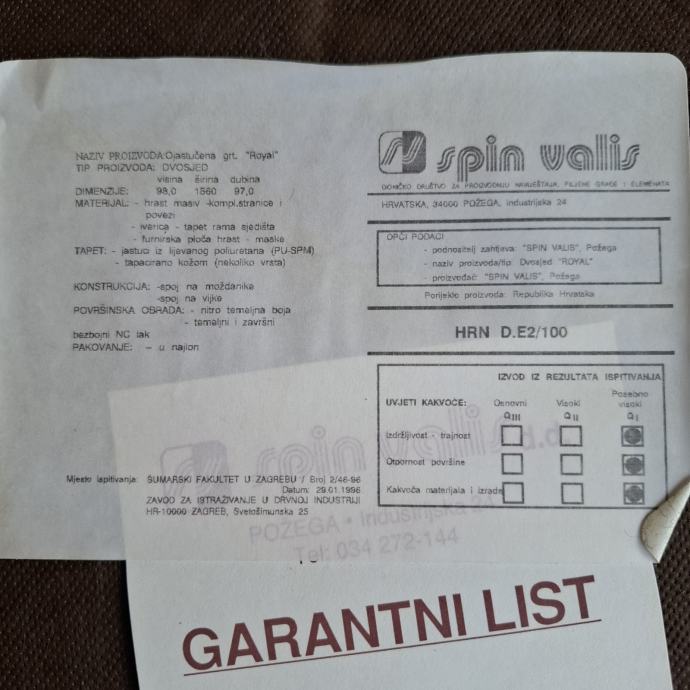 NAZIV PROIZVODA:Ojastučena grt. "Royal"
TIP PROIZVODA: DVOSJED
visina širina dubina
DIMENZIJE: 98,0 1560 97,0
MATERIJAL: - hrast masiv -kompl.stranice i
povezi
- iverica - tapet rama sjedišta
- furnirska ploča hrast - maske
TAPET: - jastuci iz lijevanog poliuretana (PU-SPM)
- tapacirano kožom (nekoliko vrsta)
KONSTRUKCIJA: -spoj na moždanike
-spoj na vijke
POVRŠINSKA OBRADA: - nitro temeljna boja
- temeljni i završni
bezbojni NC lak
PAKOVANJE: - u najlon
Mjesto ispitivanja: ŠUMARSKI FAKULTET U ZAGREBU / Broj 2/46-96
Datum: 29.01.1996
ZAVOD ZA ISTRAŽIVANJE U DRVNOJ INDUSTRIJI
HR-10000 ZAGREB, Svetošimunska 25
spin valis
DIONIČKO DRUŠTVO ZA PROIZVODNJU NAMJEŠTAJA, PILJENE GRAĐE I ELEMENATA
HRVATSKA, 34000 POŽEGA, Industrijska 24
OPĆI PODACI
- podnositelj zahtjeva: "SPIN VALIS", Požega
- naziv proizvoda/tip: Dvosjed "ROYAL"
- proizvođač: "SPIN VALIS", Požega
Porijeklo proizvoda: Republika Hrvatska
HRN D.E2/100
IZVOD IZ REZULTATA ISPITIVANJA
UVJETI KAKVOĆE: Osnovni Visoki Posebno visoki
QIII QII QI
Izdržljivost - trajnost
Otpornost površine
Kakvoća materijala i izrade
spin valis d.d.
POŽEGA • Industrijska 24
Tel: 034 272-144
GARANTNI LIST